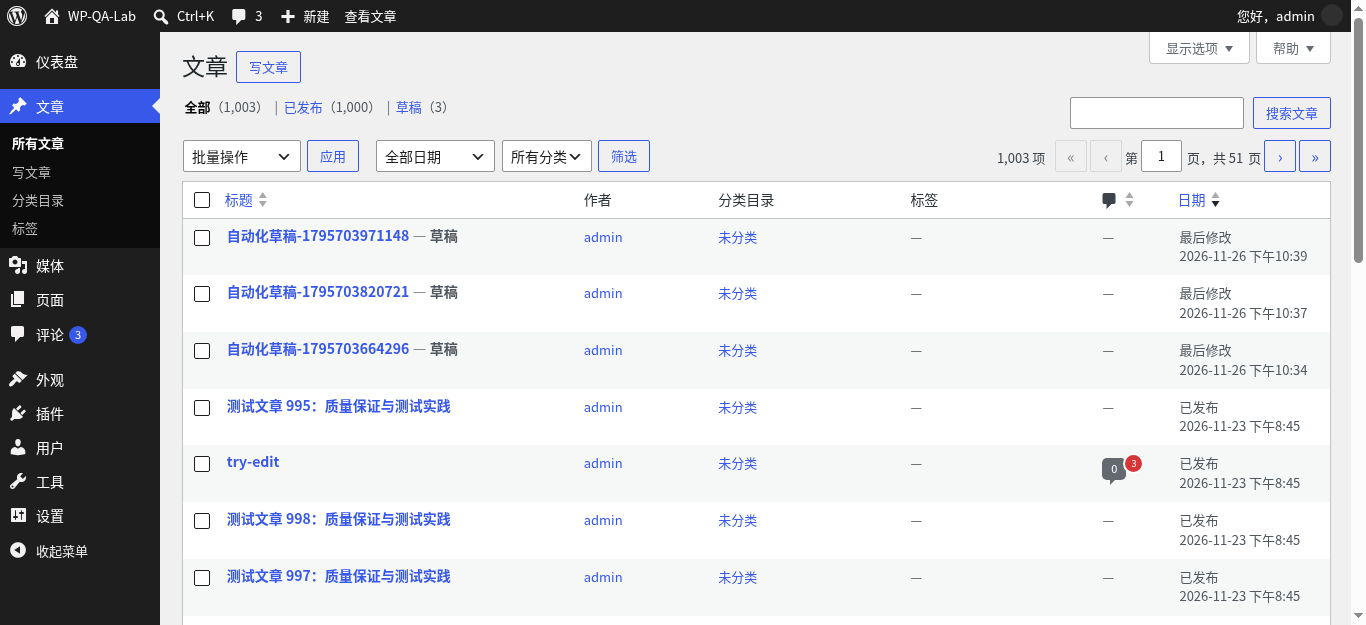 WP-QA-Lab Ctrl+K 3 新建 查看文章 您好，admin
仪表盘
文章
所有文章
写文章
分类目录
标签
媒体
页面
评论 3
外观
插件
用户
工具
设置
收起菜单
显示选项 帮助
文章 写文章
全部（1,003） | 已发布（1,000） | 草稿（3）
搜索文章
批量操作 应用 全部日期 所有分类 筛选 1,003 项 « ‹ 第 1 页，共 51 页 › »
标题 作者 分类目录 标签 日期
自动化草稿-1795703971148 — 草稿 admin 未分类 — — 最后修改
2026-11-26 下午10:39
自动化草稿-1795703820721 — 草稿 admin 未分类 — — 最后修改
2026-11-26 下午10:37
自动化草稿-1795703664296 — 草稿 admin 未分类 — — 最后修改
2026-11-26 下午10:34
测试文章 995：质量保证与测试实践 admin 未分类 — — 已发布
2026-11-23 下午8:45
try-edit admin 未分类 — 0 3 已发布
2026-11-23 下午8:45
测试文章 998：质量保证与测试实践 admin 未分类 — — 已发布
2026-11-23 下午8:45
测试文章 997：质量保证与测试实践 admin 未分类 — — 已发布
2026-11-23 下午8:45